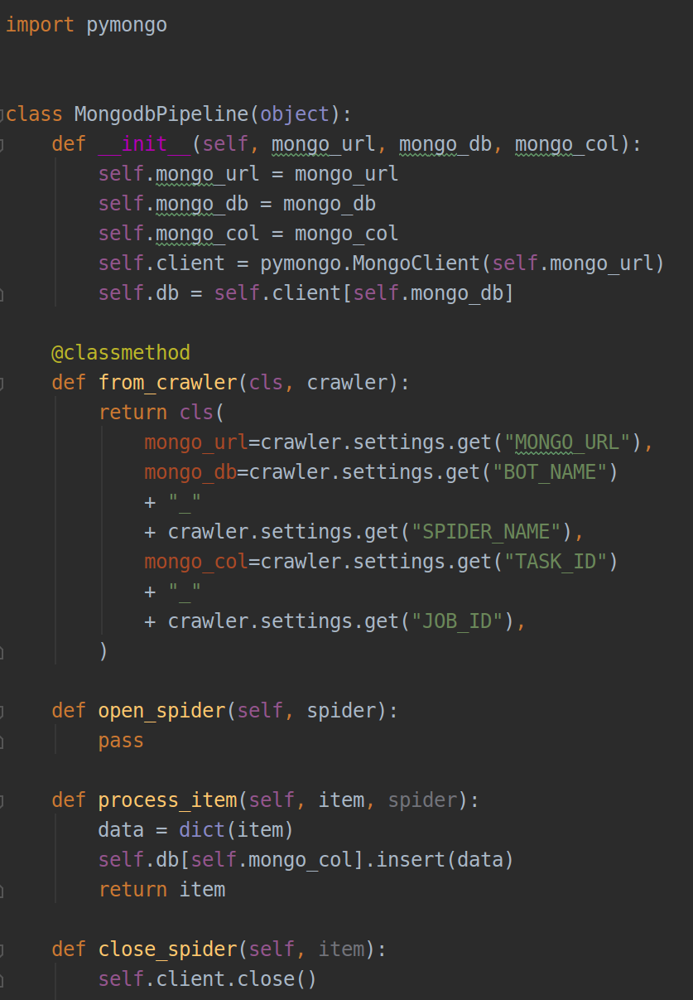 import pymongo
class MongodbPipeline(object):
    def __init__(self, mongo_url, mongo_db, mongo_col):
        self.mongo_url = mongo_url
        self.mongo_db = mongo_db
        self.mongo_col = mongo_col
        self.client = pymongo.MongoClient(self.mongo_url)
        self.db = self.client[self.mongo_db]
    @classmethod
    def from_crawler(cls, crawler):
        return cls(
            mongo_url=crawler.settings.get("MONGO_URL"),
            mongo_db=crawler.settings.get("BOT_NAME")
            + "_"
            + crawler.settings.get("SPIDER_NAME"),
            mongo_col=crawler.settings.get("TASK_ID")
            + "_"
            + crawler.settings.get("JOB_ID"),
        )
    def open_spider(self, spider):
        pass
    def process_item(self, item, spider):
        data = dict(item)
        self.db[self.mongo_col].insert(data)
        return item
    def close_spider(self, item):
        self.client.close()